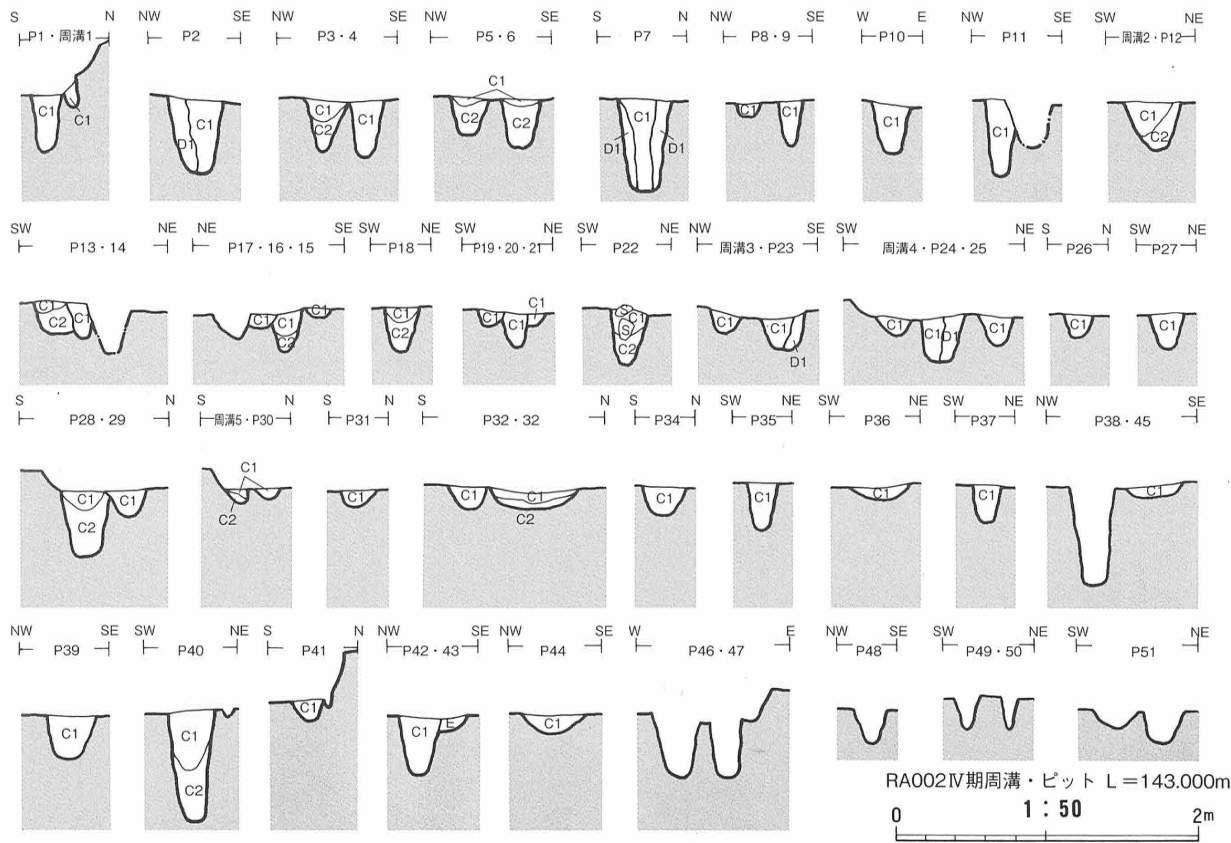 S N NW SE NW SE NW SE S N NW SE W E NW SE SW NE
P1・周溝1 P2 P3・4 P5・6 P7 P8・9 P10 P11 周溝2・P12
C1 C1
D1 C1
C1 C2 C1
C1 C2 C2
C1 D1 D1
C1 C1
C1
C1
C1 C2
SW NE NE SE SW NE SW NE SW NE NW SE SW NE S N SW NE
P13・14 P17・16・15 P18 P19・20・21 P22 周溝3・P23 周溝4・P24・25 P26 P27
C1 C2 C1
C1 C1 C2 C1
C1 C2
C1 C1 C1
S C1 S C2
C1 C1 D1
C1 C1 D1 C1
C1
C1
S N S N S N S N S N SW NE SW NE SW NE NW SE
P28・29 周溝5・P30 P31 P32・32 P34 P35 P36 P37 P38・45
C1 C2 C1
C1 C2
C1
C1 C1 C2
C1
C1
C1
C1
C1
NW SE SW NE S N NW SE NW SE W E NW SE SW NE SW NE
P39 P40 P41 P42・43 P44 P46・47 P48 P49・50 P51
C1
C1 C2
C1
C1 E
C1
RA002Ⅳ期周溝・ピット L=143.000m
1:50
0 2m